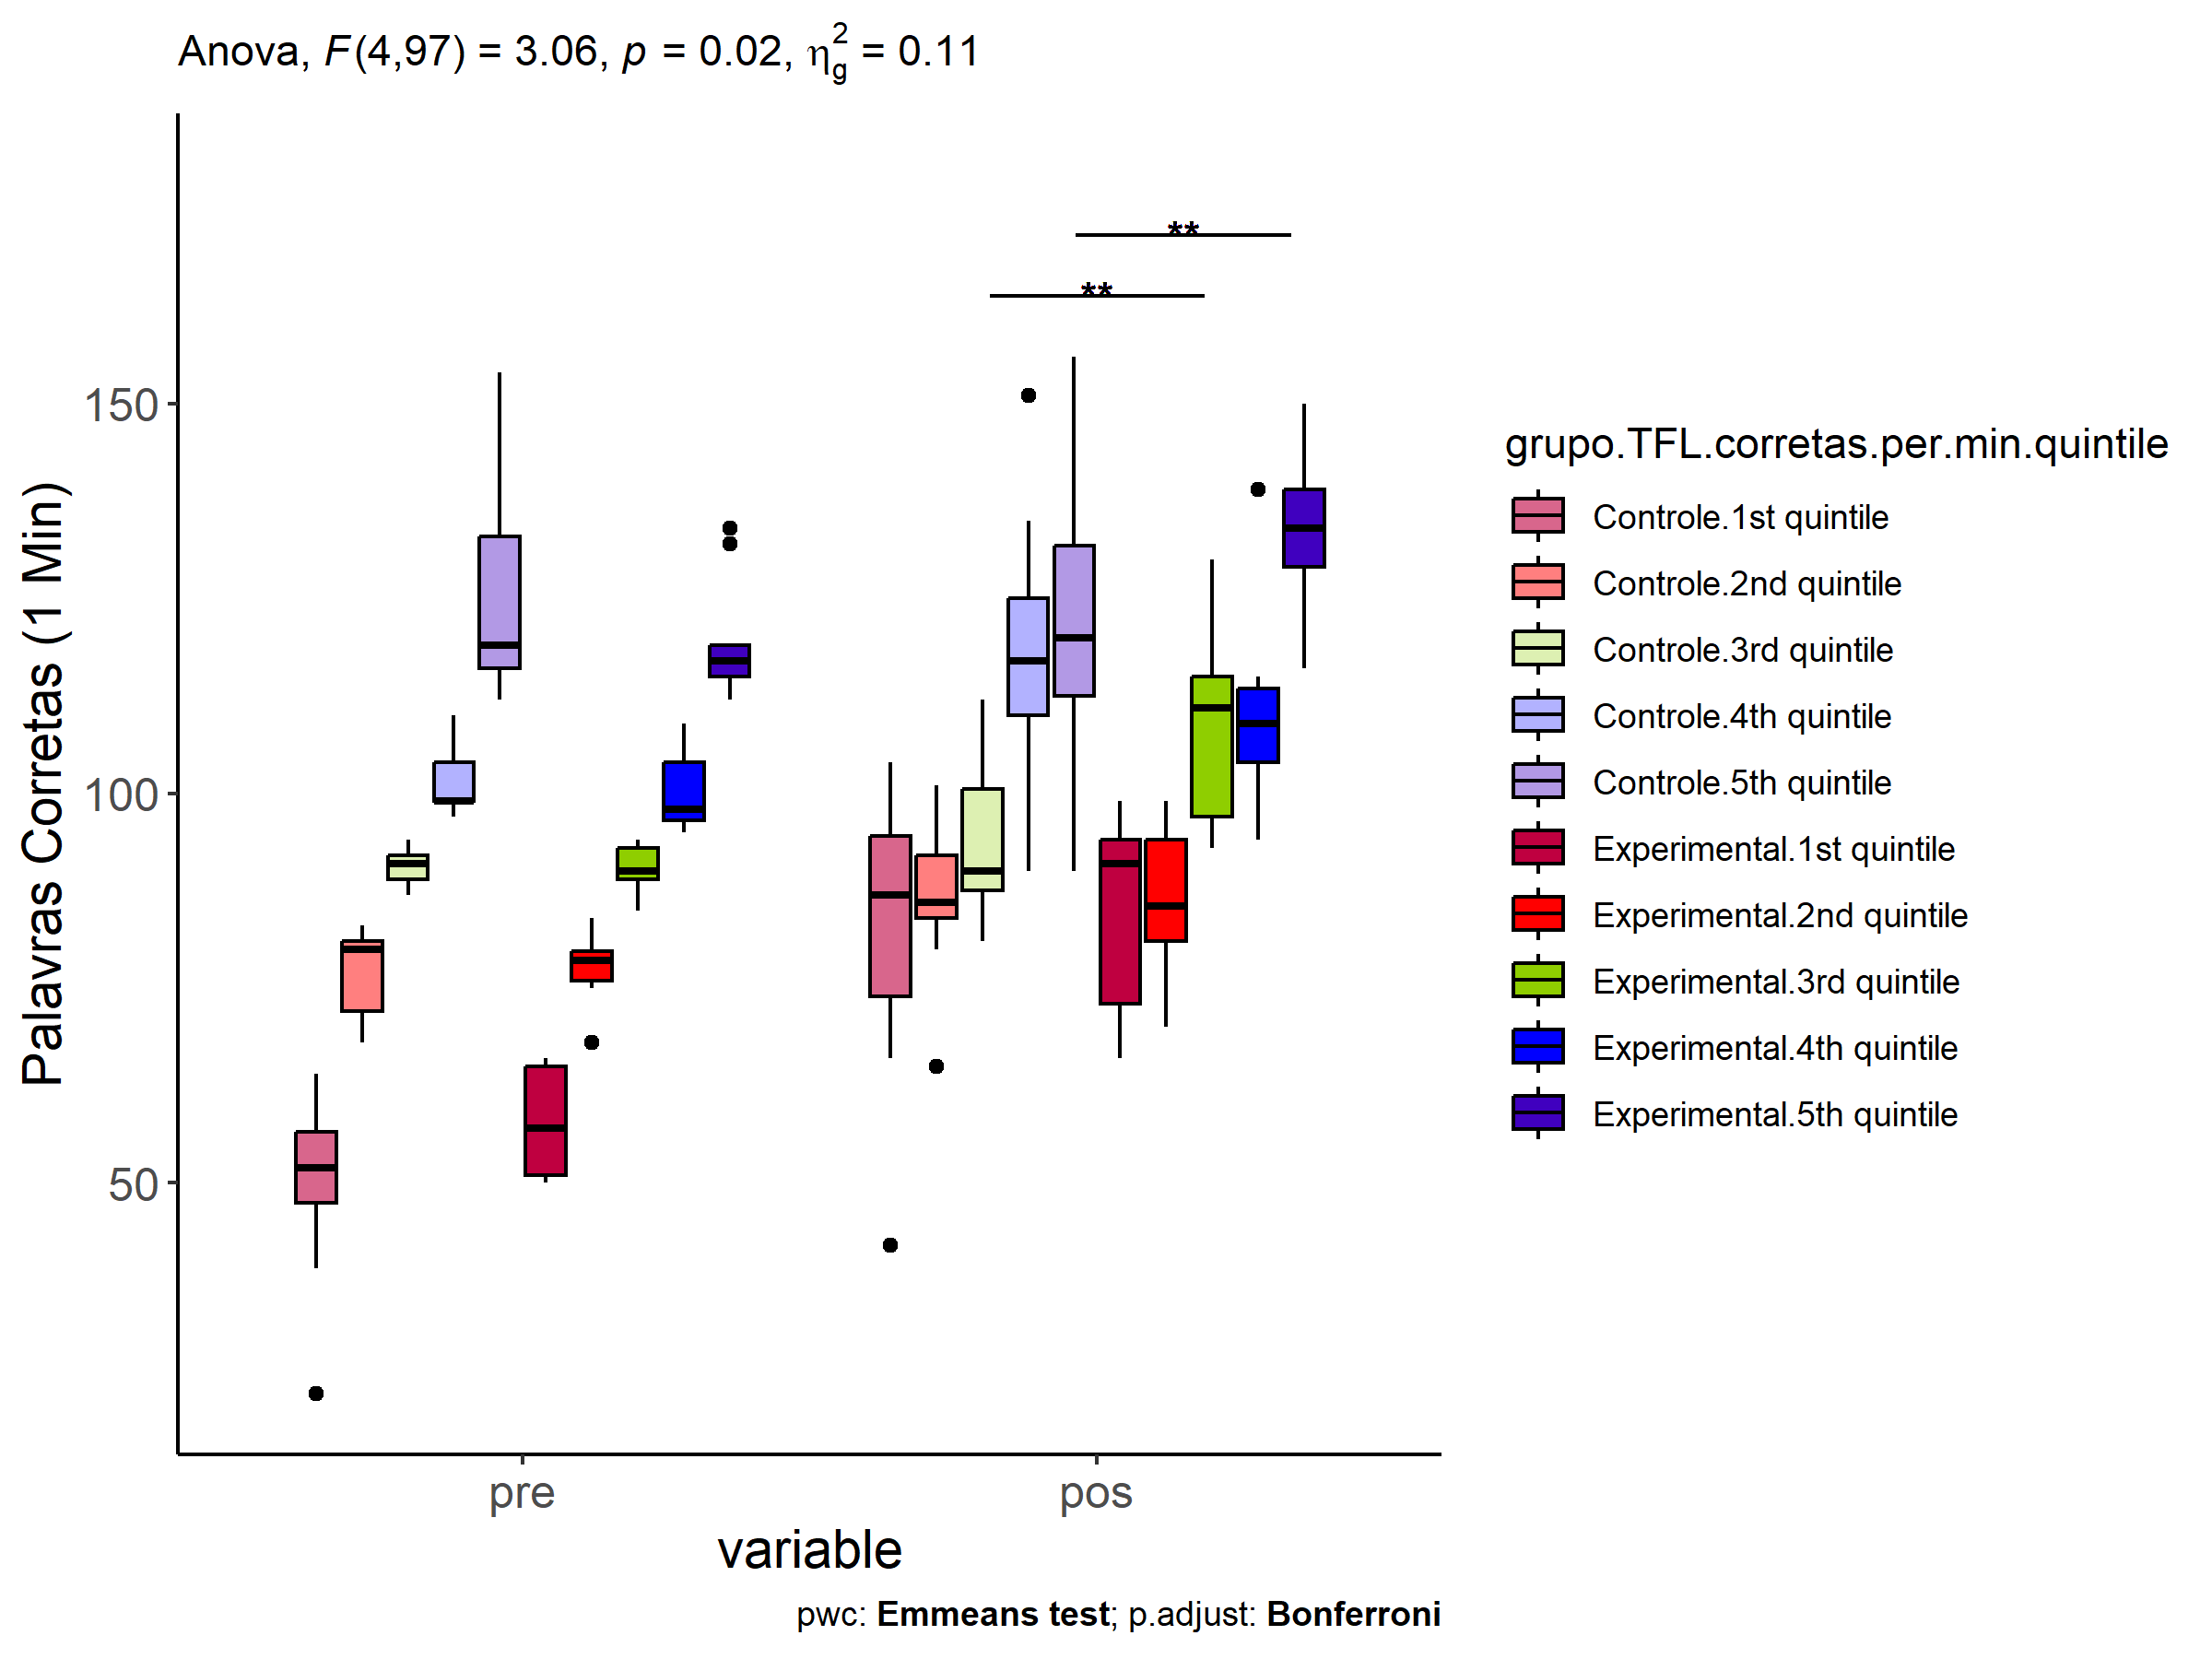 Anova, F(4,97) = 3.06, p = 0.02, η²g = 0.11
**
**
150
100
50
Palavras Corretas (1 Min)
pre
pos
variable
pwc: Emmeans test; p.adjust: Bonferroni
grupo.TFL.corretas.per.min.quintile
Controle.1st quintile
Controle.2nd quintile
Controle.3rd quintile
Controle.4th quintile
Controle.5th quintile
Experimental.1st quintile
Experimental.2nd quintile
Experimental.3rd quintile
Experimental.4th quintile
Experimental.5th quintile